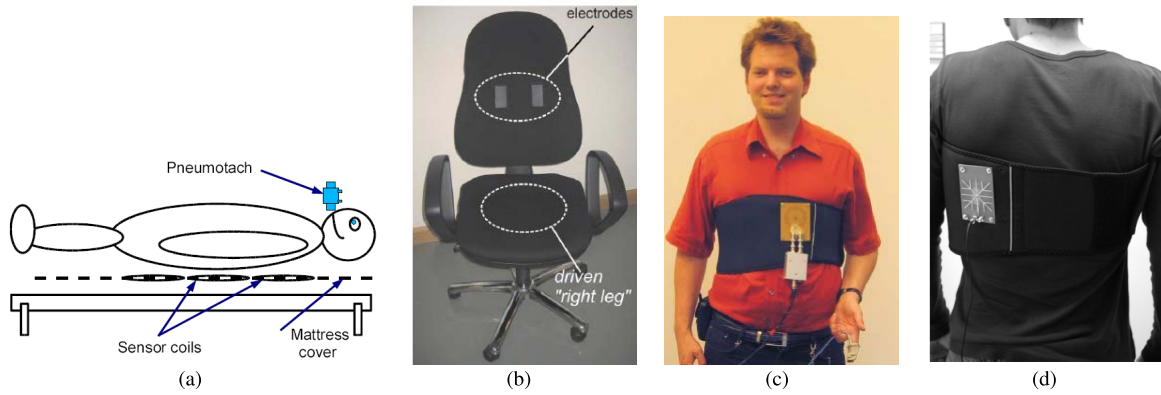 Pneumotach
Sensor coils
Mattress
cover
(a)
electrodes
driven
"right leg"
(b)
(c)
(d)